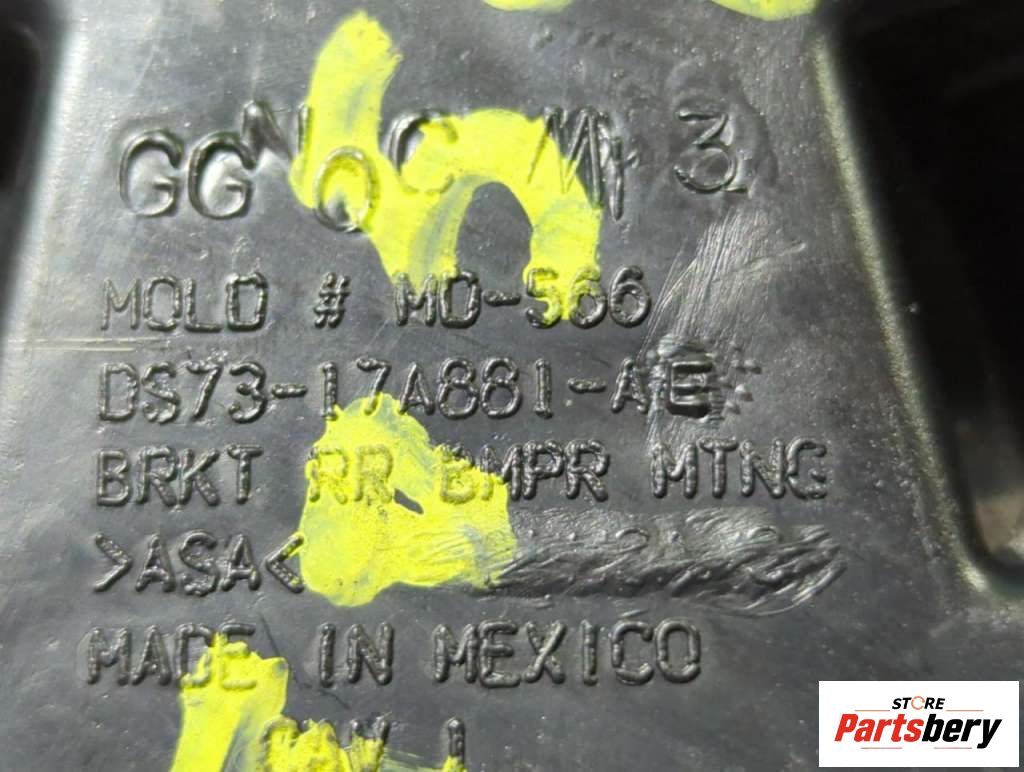 MOLD # MD-566
DS73-17A881-AE
BRKT RR BMPR MTNG
>ASA<
MADE IN MEXICO
STORE
Partsbery